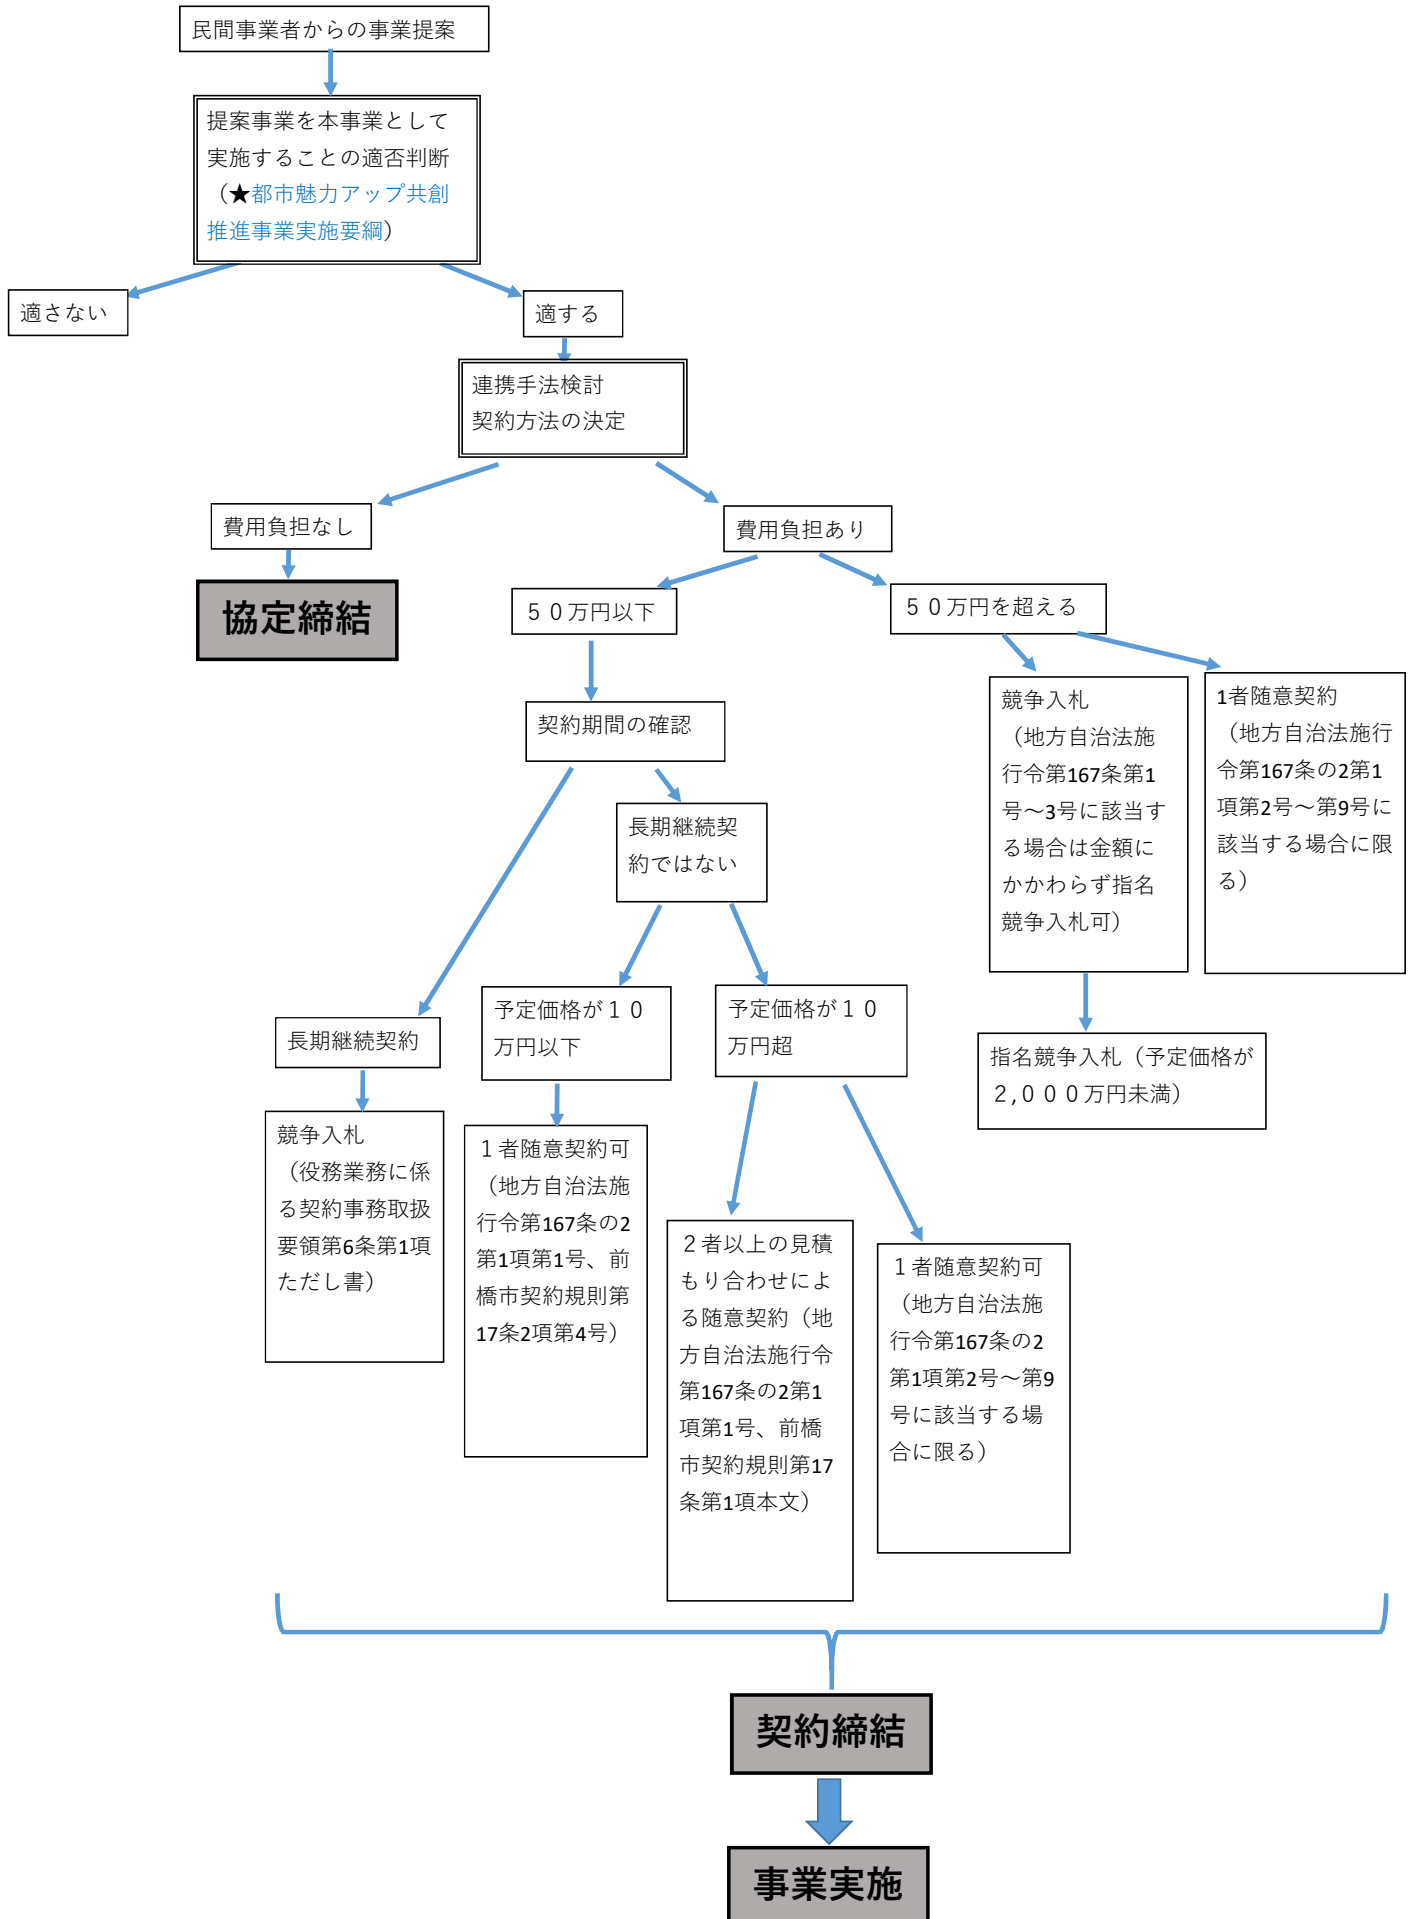 民間事業者からの事業提案
提案事業を本事業として
実施することの適否判断
（★都市魅力アップ共創
推進事業実施要綱）
適さない
適する
連携手法検討
契約方法の決定
費用負担なし
費用負担あり
協定締結
５０万円以下
５０万円を超える
契約期間の確認
競争入札
（地方自治法施
行令第167条第1
号～3号に該当す
る場合は金額に
かかわらず指名
競争入札可）
1者随意契約
（地方自治法施行
令第167条の2第1
項第2号～第9号に
該当する場合に限
る）
長期継続契
約ではない
長期継続契約
予定価格が１０
万円以下
予定価格が１０
万円超
指名競争入札（予定価格が
２,０００万円未満）
競争入札
（役務業務に係
る契約事務取扱
要領第6条第1項
ただし書）
１者随意契約可
（地方自治法施
行令第167条の2
第1項第1号、前
橋市契約規則第
17条2項第4号）
２者以上の見積
もり合わせによ
る随意契約（地
方自治法施行令
第167条の2第1
項第1号、前橋
市契約規則第17
条第1項本文）
１者随意契約可
（地方自治法施
行令第167条の2
第1項第2号～第9
号に該当する場
合に限る）
契約締結
事業実施